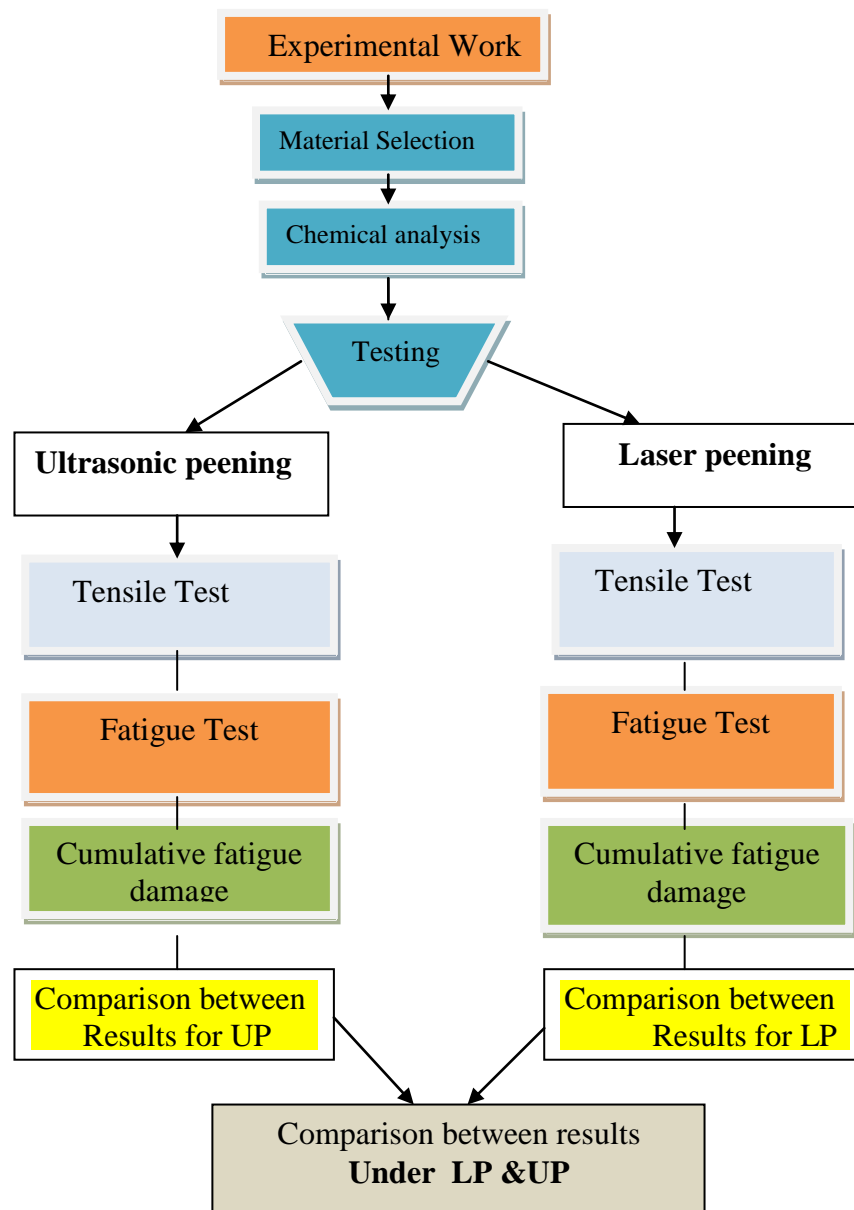 Experimental Work
Material Selection
Chemical analysis
Testing
Ultrasonic peening
Laser peening
Tensile Test
Tensile Test
Fatigue Test
Fatigue Test
Cumulative fatigue
damage
Cumulative fatigue
damage
Comparison between
Results for UP
Comparison between
Results for LP
Comparison between results
Under LP &UP